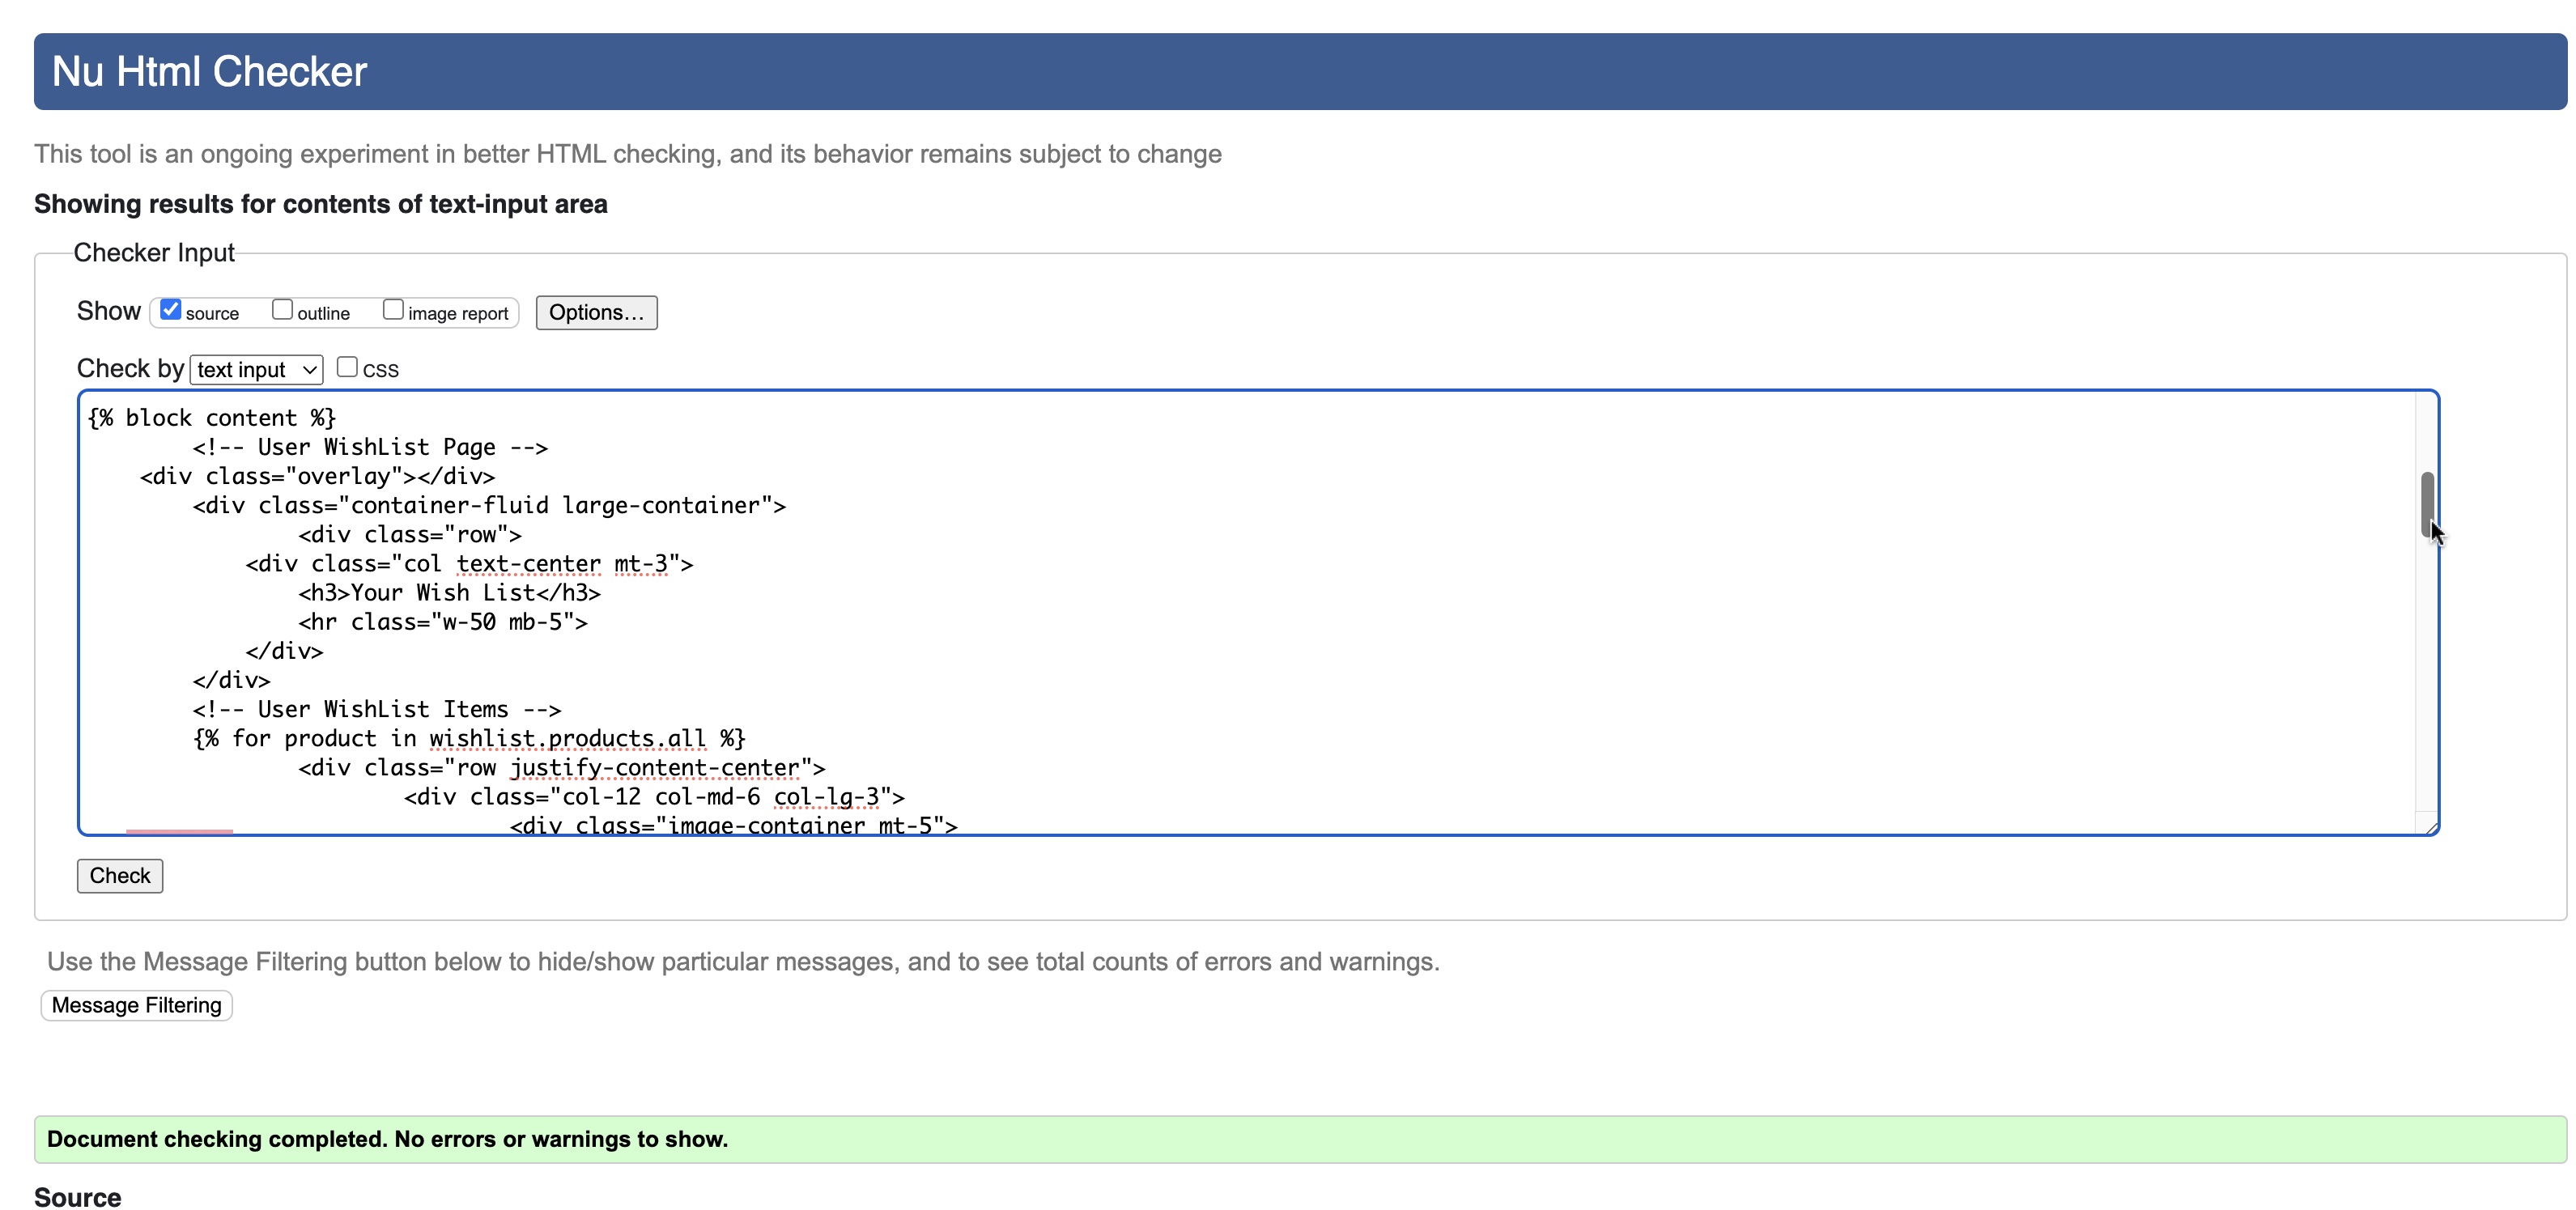 Nu Html Checker
This tool is an ongoing experiment in better HTML checking, and its behavior remains subject to change
Showing results for contents of text-input area
Checker Input
Show source outline image report Options...
Check by text input CSS
{% block content %}
<!-- User WishList Page -->
<div class="overlay"></div>
<div class="container-fluid large-container">
<div class="row">
<div class="col text-center mt-3">
<h3>Your Wish List</h3>
<hr class="w-50 mb-5">
</div>
</div>
<!-- User WishList Items -->
{% for product in wishlist.products.all %}
<div class="row justify-content-center">
<div class="col-12 col-md-6 col-lg-3">
<div class="image-container mt-5">
Check
Use the Message Filtering button below to hide/show particular messages, and to see total counts of errors and warnings.
Message Filtering
Document checking completed. No errors or warnings to show.
Source